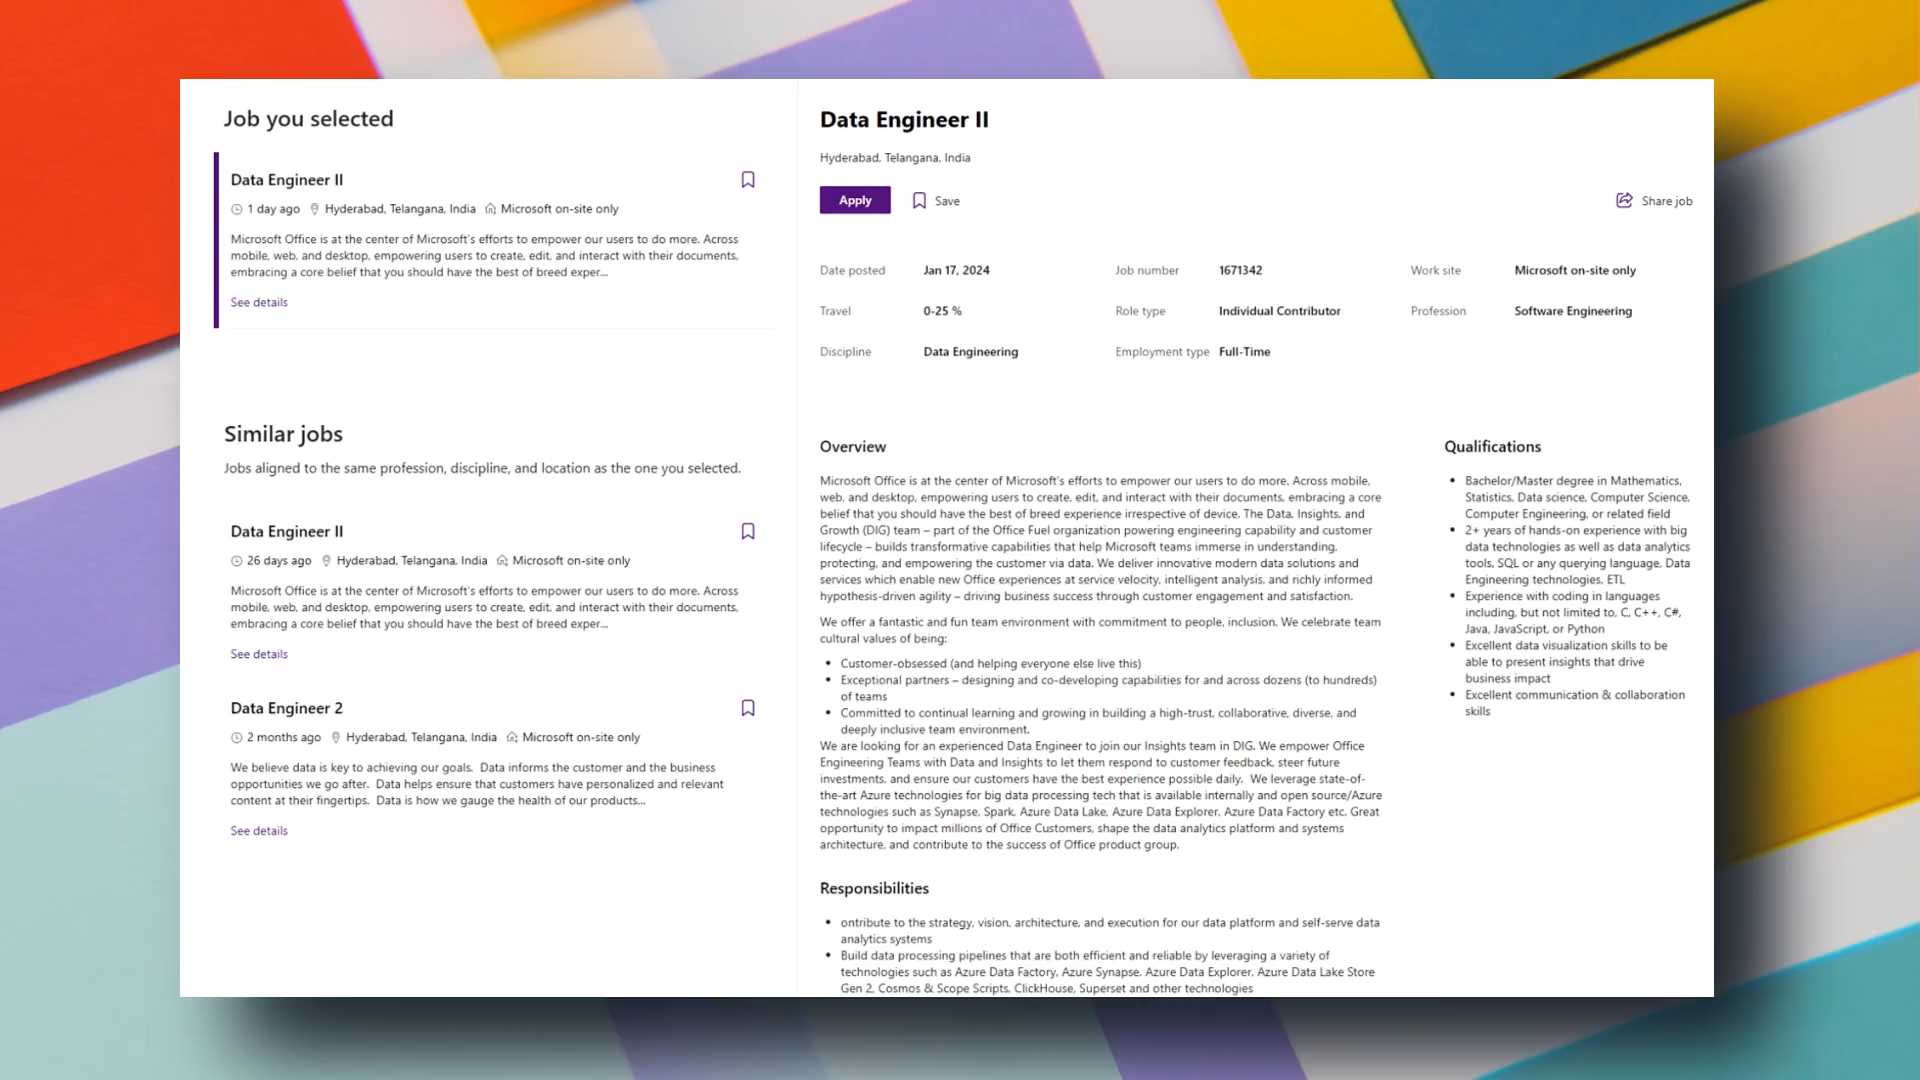 Job you selected
Data Engineer II
1 day ago Hyderabad, Telangana, India Microsoft on-site only
Microsoft Office is at the center of Microsoft's efforts to empower our users to do more. Across
mobile, web, and desktop, empowering users to create, edit, and interact with their documents,
embracing a core belief that you should have the best of breed exper...
See details
Similar jobs
Jobs aligned to the same profession, discipline, and location as the one you selected.
Data Engineer II
26 days ago Hyderabad, Telangana, India Microsoft on-site only
Microsoft Office is at the center of Microsoft's efforts to empower our users to do more. Across
mobile, web, and desktop, empowering users to create, edit, and interact with their documents,
embracing a core belief that you should have the best of breed exper...
See details
Data Engineer 2
2 months ago Hyderabad, Telangana, India Microsoft on-site only
We believe data is key to achieving our goals. Data informs the customer and the business
opportunities we go after. Data helps ensure that customers have personalized and relevant
content at their fingertips. Data is how we gauge the health of our products...
See details
Data Engineer II
Hyderabad, Telangana, India
Apply Save Share job
Date posted Jan 17, 2024 Job number 1671342 Work site Microsoft on-site only
Travel 0-25 % Role type Individual Contributor Profession Software Engineering
Discipline Data Engineering Employment type Full-Time
Overview
Microsoft Office is at the center of Microsoft's efforts to empower our users to do more. Across mobile,
web, and desktop, empowering users to create, edit, and interact with their documents, embracing a core
belief that you should have the best of breed experience irrespective of device. The Data, Insights, and
Growth (DIG) team – part of the Office Fuel organization powering engineering capability and customer
lifecycle – builds transformative capabilities that help Microsoft teams immerse in understanding,
protecting, and empowering the customer via data. We deliver innovative modern data solutions and
services which enable new Office experiences at service velocity, intelligent analysis, and richly informed
hypothesis-driven agility – driving business success through customer engagement and satisfaction.
We offer a fantastic and fun team environment with commitment to people, inclusion. We celebrate team
cultural values of being:
• Customer-obsessed (and helping everyone else live this)
• Exceptional partners – designing and co-developing capabilities for and across dozens (to hundreds)
of teams
• Committed to continual learning and growing in building a high-trust, collaborative, diverse, and
deeply inclusive team environment.
We are looking for an experienced Data Engineer to join our Insights team in DIG. We empower Office
Engineering Teams with Data and Insights to let them respond to customer feedback, steer future
investments, and ensure our customers have the best experience possible daily. We leverage state-of-
the-art Azure technologies for big data processing tech that is available internally and open source/Azure
technologies such as Synapse, Spark, Azure Data Lake, Azure Data Explorer, Azure Data Factory etc. Great
opportunity to impact millions of Office Customers, shape the data analytics platform and systems
architecture, and contribute to the success of Office product group.
Responsibilities
• ontribute to the strategy, vision, architecture, and execution for our data platform and self-serve data
analytics systems
• Build data processing pipelines that are both efficient and reliable by leveraging a variety of
technologies such as Azure Data Factory, Azure Synapse, Azure Data Explorer, Azure Data Lake Store
Gen 2, Cosmos & Scope Scripts, ClickHouse, Superset and other technologies
Qualifications
• Bachelor/Master degree in Mathematics,
Statistics, Data science, Computer Science,
Computer Engineering, or related field
• 2+ years of hands-on experience with big
data technologies as well as data analytics
tools, SQL or any querying language, Data
Engineering technologies, ETL
• Experience with coding in languages
including, but not limited to, C, C++, C#,
Java, JavaScript, or Python
• Excellent data visualization skills to be
able to present insights that drive
business impact
• Excellent communication & collaboration
skills